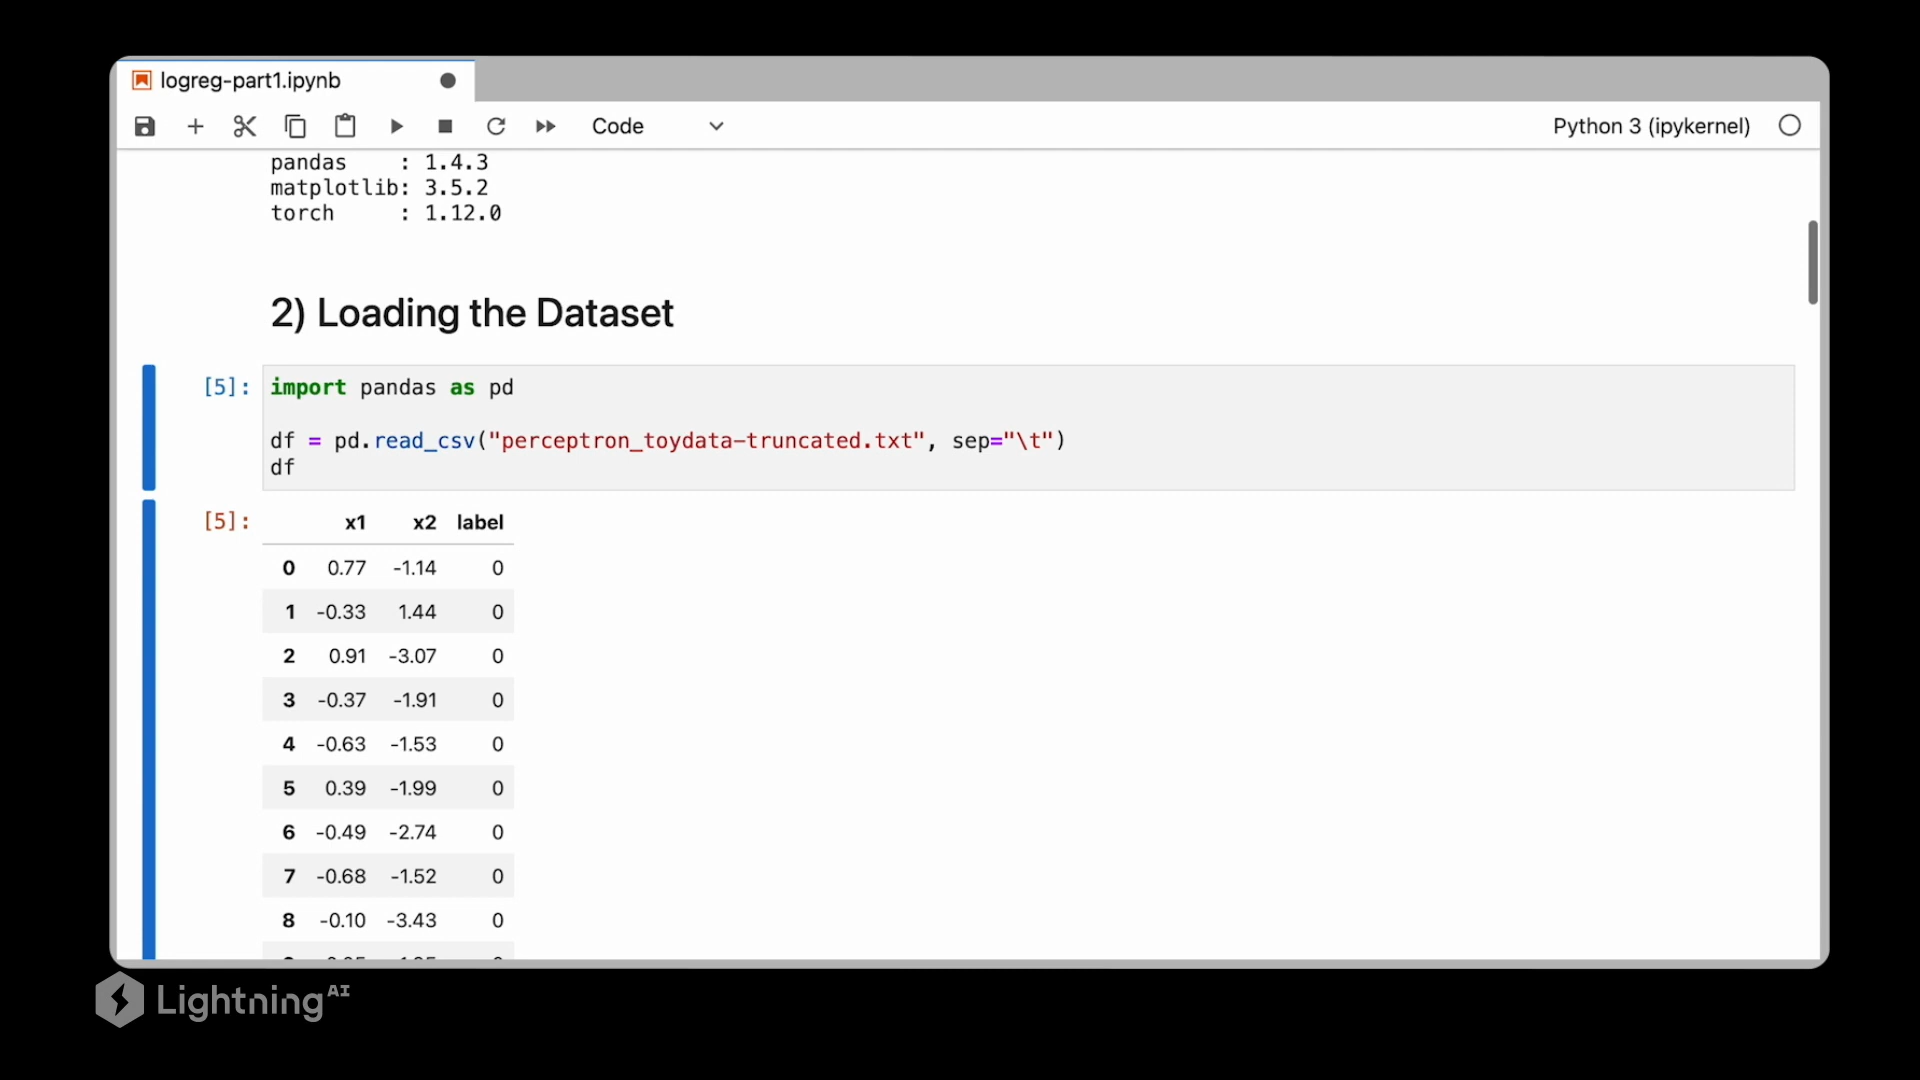 logreg-part1.ipynb
Code
Python 3 (ipykernel)
pandas : 1.4.3
matplotlib: 3.5.2
torch : 1.12.0
2) Loading the Dataset
[5]: import pandas as pd
df = pd.read_csv("perceptron_toydata-truncated.txt", sep="\t")
df
[5]: x1 x2 label
0 0.77 -1.14 0
1 -0.33 1.44 0
2 0.91 -3.07 0
3 -0.37 -1.91 0
4 -0.63 -1.53 0
5 0.39 -1.99 0
6 -0.49 -2.74 0
7 -0.68 -1.52 0
8 -0.10 -3.43 0
Lightning AI